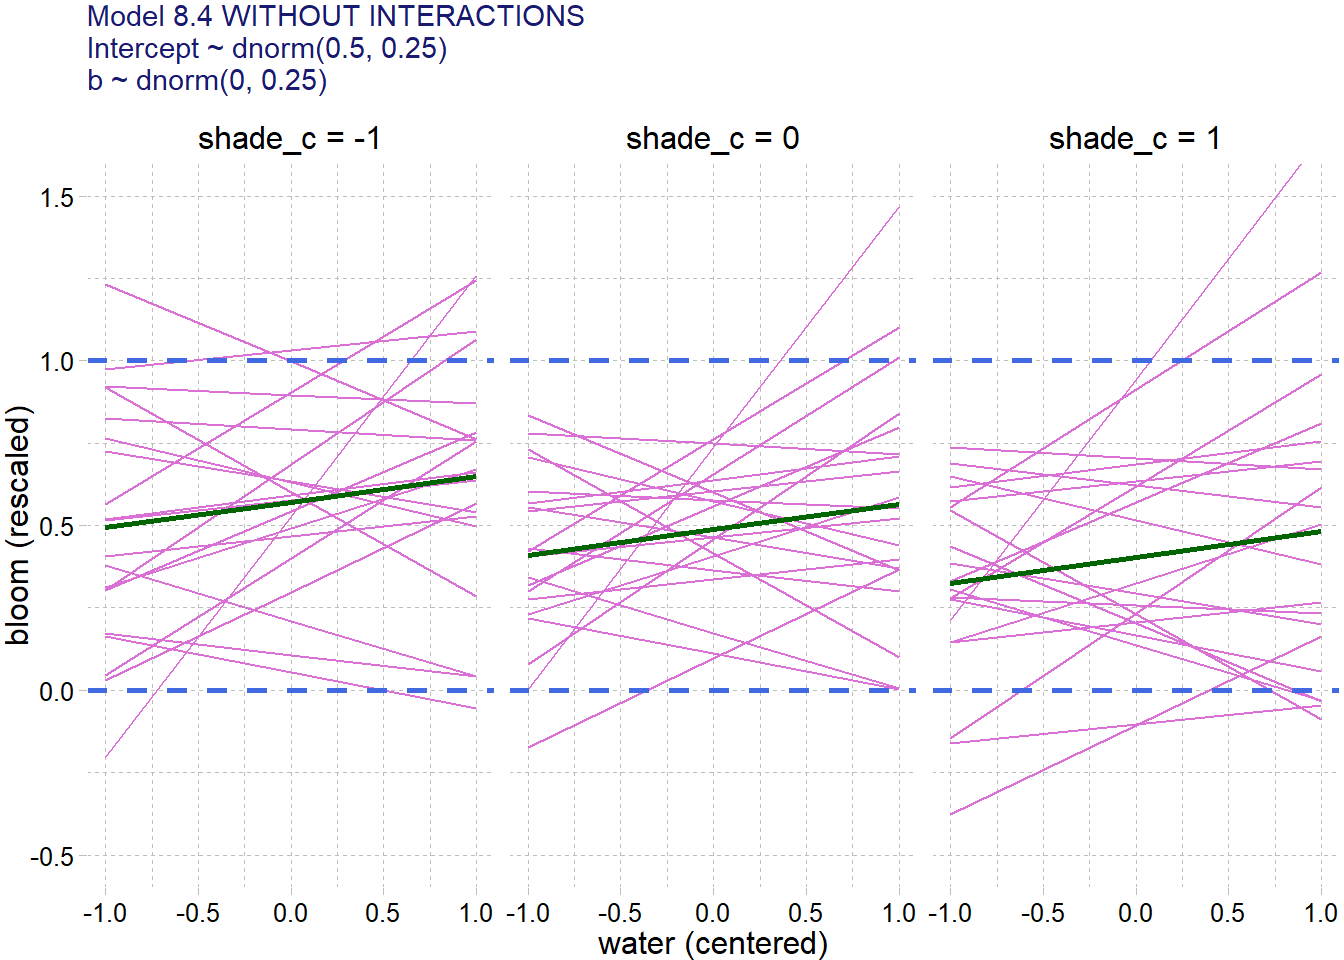 Model 8.4 WITHOUT INTERACTIONS
Intercept ~ dnorm(0.5, 0.25)
b ~ dnorm(0, 0.25)
shade_c = -1 shade_c = 0 shade_c = 1
1.5
1.0
0.5
0.0
-0.5
bloom (rescaled)
-1.0 -0.5 0.0 0.5 1.0 -1.0 -0.5 0.0 0.5 1.0 -1.0 -0.5 0.0 0.5 1.0
water (centered)